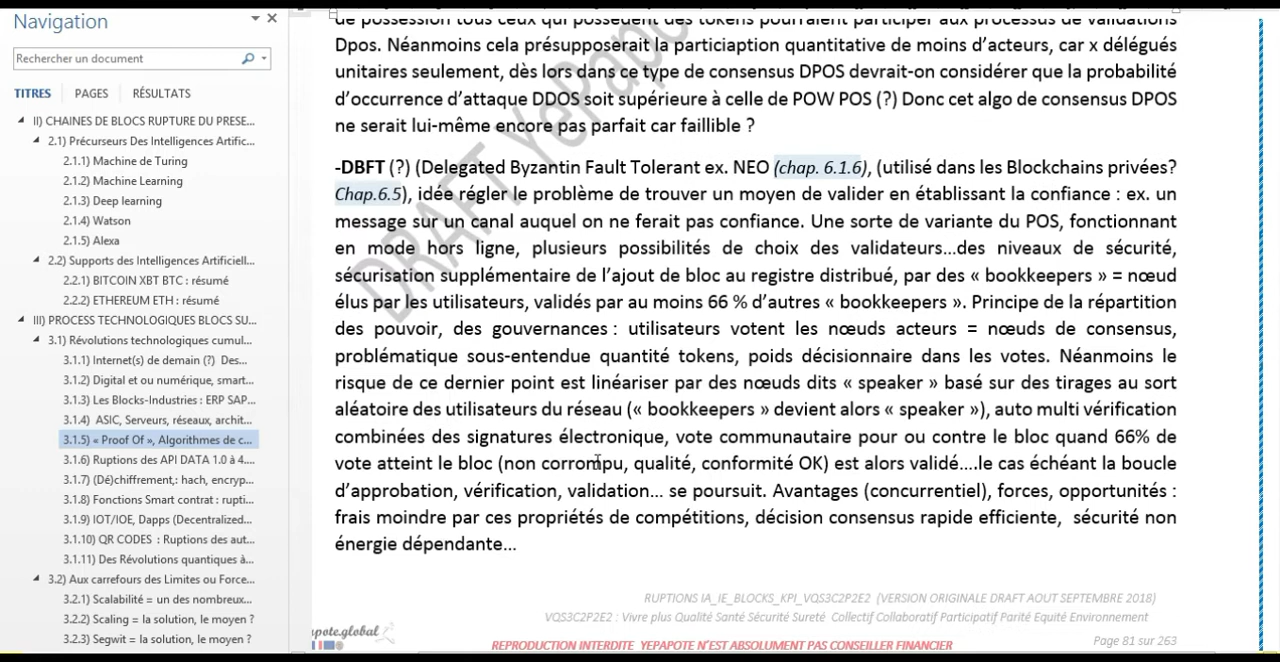 Navigation
Rechercher un document
TITRES PAGES RÉSULTATS
II) CHAINES DE BLOCS RUPTURE DU PRESE...
2.1) Précurseurs Des Intelligences Artific...
2.1.1) Machine de Turing
2.1.2) Machine Learning
2.1.3) Deep learning
2.1.4) Watson
2.1.5) Alexa
2.2) Supports des Intelligences Artificiell...
2.2.1) BITCOIN XBT BTC : résumé
2.2.2) ETHEREUM ETH : résumé
III) PROCESS TECHNOLOGIQUES BLOCS SU...
3.1) Révolutions technologiques cumul...
3.1.1) Internet(s) de demain (?) Des...
3.1.2) Digital et ou numérique, smart...
3.1.3) Les Blocks-Industries : ERP SAP...
3.1.4) ASIC, Serveurs, réseaux, archit...
3.1.5) « Proof Of », Algorithmes de c...
3.1.6) Ruptions des API DATA 1.0 à 4....
3.1.7) (Dé)chiffrement,: hach, encryp...
3.1.8) Fonctions Smart contrat : rupti...
3.1.9) IOT/IOE, Dapps (Decentralized...
3.1.10) QR CODES : Ruptions des aut...
3.1.11) Des Révolutions quantiques à...
3.2) Aux carrefours des Limites ou Force...
3.2.1) Scalabilité = un des nombreux...
3.2.2) Scaling = la solution, le moyen ?
3.2.3) Segwit = la solution, le moyen ?
de possession tous ceux qui possèdent des tokens pourraient participer aux processus de validations
Dpos. Néanmoins cela présupposerait la particiaption quantitative de moins d'acteurs, car x délégués
unitaires seulement, dès lors dans ce type de consensus DPOS devrait-on considérer que la probabilité
d'occurrence d'attaque DDOS soit supérieure à celle de POW POS (?) Donc cet algo de consensus DPOS
ne serait lui-même encore pas parfait car faillible ?
-DBFT (?) (Delegated Byzantin Fault Tolerant ex. NEO (chap. 6.1.6), (utilisé dans les Blockchains privées?
Chap.6.5), idée régler le problème de trouver un moyen de valider en établissant la confiance : ex. un
message sur un canal auquel on ne ferait pas confiance. Une sorte de variante du POS, fonctionnant
en mode hors ligne, plusieurs possibilités de choix des validateurs...des niveaux de sécurité,
sécurisation supplémentaire de l'ajout de bloc au registre distribué, par des « bookkeepers » = nœud
élus par les utilisateurs, validés par au moins 66 % d'autres « bookkeepers ». Principe de la répartition
des pouvoir, des gouvernances : utilisateurs votent les nœuds acteurs = nœuds de consensus,
problématique sous-entendue quantité tokens, poids décisionnaire dans les votes. Néanmoins le
risque de ce dernier point est linéariser par des nœuds dits « speaker » basé sur des tirages au sort
aléatoire des utilisateurs du réseau (« bookkeepers » devient alors « speaker »), auto multi vérification
combinées des signatures électronique, vote communautaire pour ou contre le bloc quand 66% de
vote atteint le bloc (non corrompu, qualité, conformité OK) est alors validé....le cas échéant la boucle
d'approbation, vérification, validation... se poursuit. Avantages (concurrentiel), forces, opportunités :
frais moindre par ces propriétés de compétitions, décision consensus rapide efficiente, sécurité non
énergie dépendante...
DRAFT YePapo
RUPTIONS IA_IE_BLOCKS_KPI_VQS3C2P2E2 (VERSION ORIGINALE DRAFT AOUT SEPTEMBRE 2018)
VQS3C2P2E2 : Vivre plus Qualité Santé Sécurité Sureté Collectif Collaboratif Participatif Parité Equité Environnement
pote.global
REPRODUCTION INTERDITE YEPAPOTE N'EST ABSOLUMENT PAS CONSEILLER FINANCIER
Page 81 sur 263